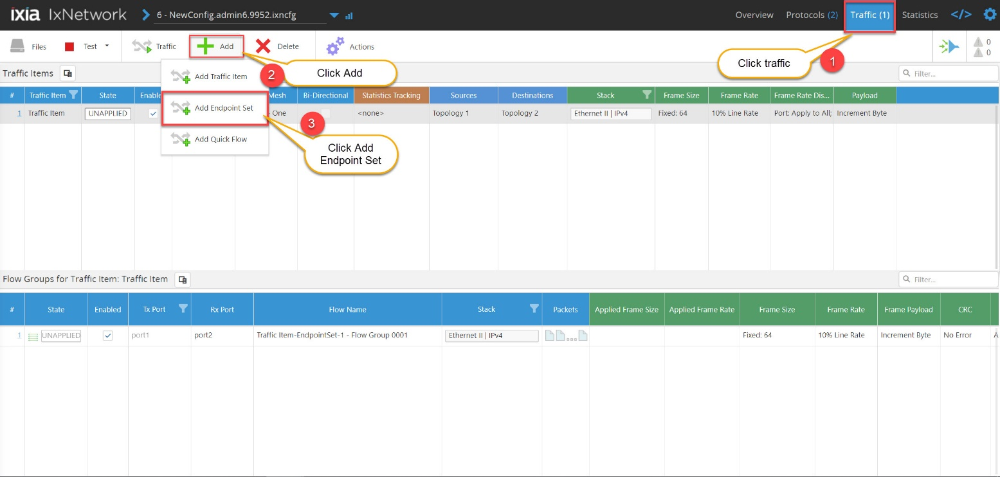 ixia IxNetwork 6 - NewConfig.admin6.9952.ixncfg Overview Protocols (2) Traffic (1) Statistics </>
Files Test Traffic Add Delete Actions 0
0
Click traffic 1
2 Click Add
Traffic Items Filter...
Add Traffic Item
Add Endpoint Set
Add Quick Flow
3
Click Add
Endpoint Set
# Traffic Item State Enable Mesh Bi-Directional Statistics Tracking Sources Destinations Stack Frame Size Frame Rate Frame Rate Dis... Payload
1 Traffic Item UNAPPLIED One <none> Topology 1 Topology 2 Ethernet II | IPv4 Fixed: 64 10% Line Rate Port: Apply to All; Increment Byte
Flow Groups for Traffic Item: Traffic Item Filter...
# State Enabled Tx Port Rx Port Flow Name Stack Packets Applied Frame Size Applied Frame Rate Frame Size Frame Rate Frame Payload CRC
1 UNAPPLIED port1 port2 Traffic Item-EndpointSet-1 - Flow Group 0001 Ethernet II | IPv4 ... Fixed: 64 10% Line Rate Increment Byte No Error A